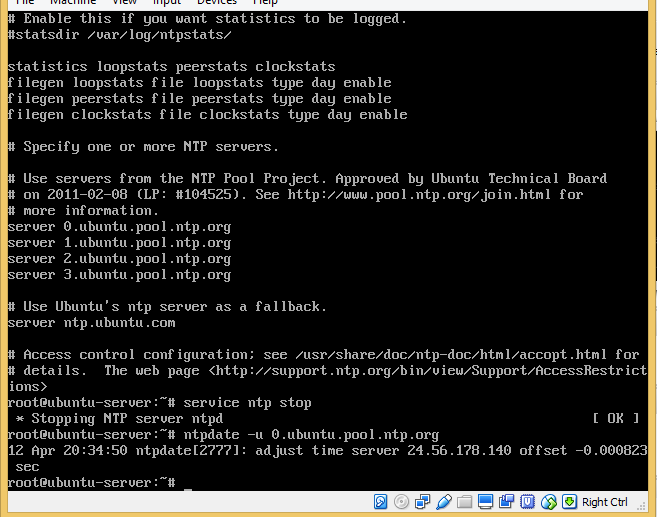 File Machine View Input Devices Help
# Enable this if you want statistics to be logged.
#statsdir /var/log/ntpstats/
statistics loopstats peerstats clockstats
filegen loopstats file loopstats type day enable
filegen peerstats file peerstats type day enable
filegen clockstats file clockstats type day enable
# Specify one or more NTP servers.
# Use servers from the NTP Pool Project. Approved by Ubuntu Technical Board
# on 2011-02-08 (LP: #104525). See http://www.pool.ntp.org/join.html for
# more information.
server 0.ubuntu.pool.ntp.org
server 1.ubuntu.pool.ntp.org
server 2.ubuntu.pool.ntp.org
server 3.ubuntu.pool.ntp.org
# Use Ubuntu's ntp server as a fallback.
server ntp.ubuntu.com
# Access control configuration; see /usr/share/doc/ntp-doc/html/accopt.html for
# details.  The web page <http://support.ntp.org/bin/view/Support/AccessRestrict
ions>
root@ubuntu-server:~# service ntp stop
 * Stopping NTP server ntpd [ OK ]
root@ubuntu-server:~# ntpdate -u 0.ubuntu.pool.ntp.org
12 Apr 20:34:50 ntpdate[2777]: adjust time server 24.56.178.140 offset -0.000823
 sec
root@ubuntu-server:~# _
Right Ctrl